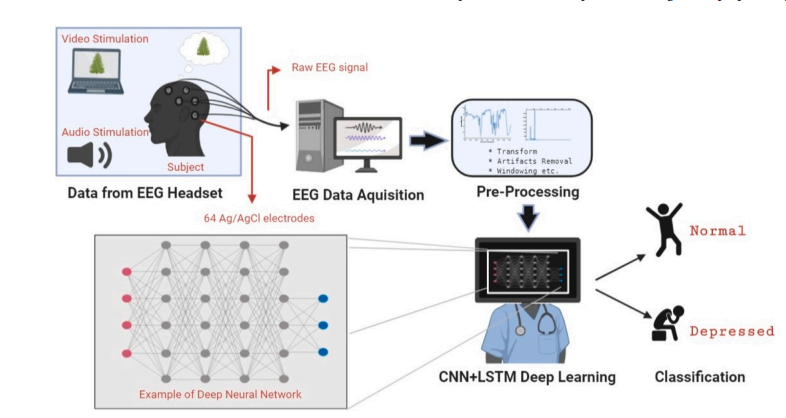 Video Stimulation
Raw EEG signal
Audio Stimulation
Subject
* Transform
* Artifacts Removal
* Windowing etc.
Data from EEG Headset
EEG Data Aquisition
Pre-Processing
64 Ag/AgCl electrodes
Normal
Depressed
Example of Deep Neural Network
CNN+LSTM Deep Learning
Classification